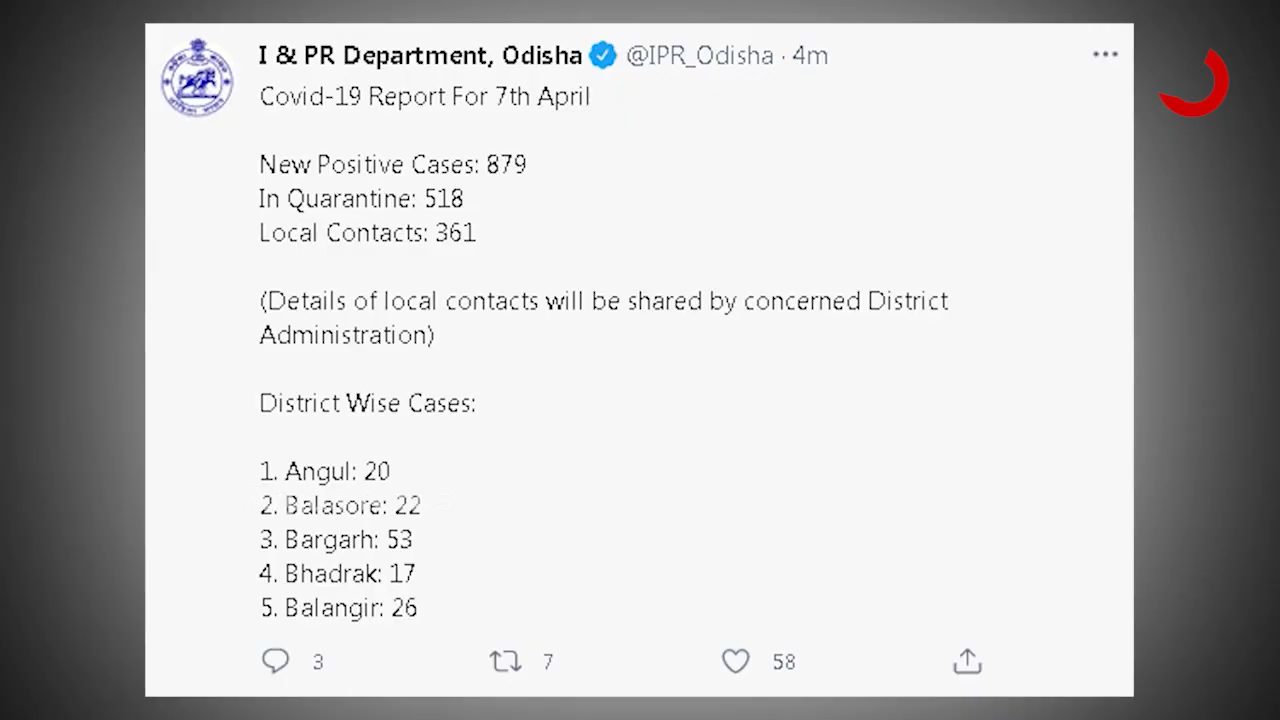 I & PR Department, Odisha @IPR_Odisha · 4m
Covid-19 Report For 7th April
New Positive Cases: 879
In Quarantine: 518
Local Contacts: 361
(Details of local contacts will be shared by concerned District
Administration)
District Wise Cases:
1. Angul: 20
2. Balasore: 22
3. Bargarh: 53
4. Bhadrak: 17
5. Balangir: 26
3 7 58